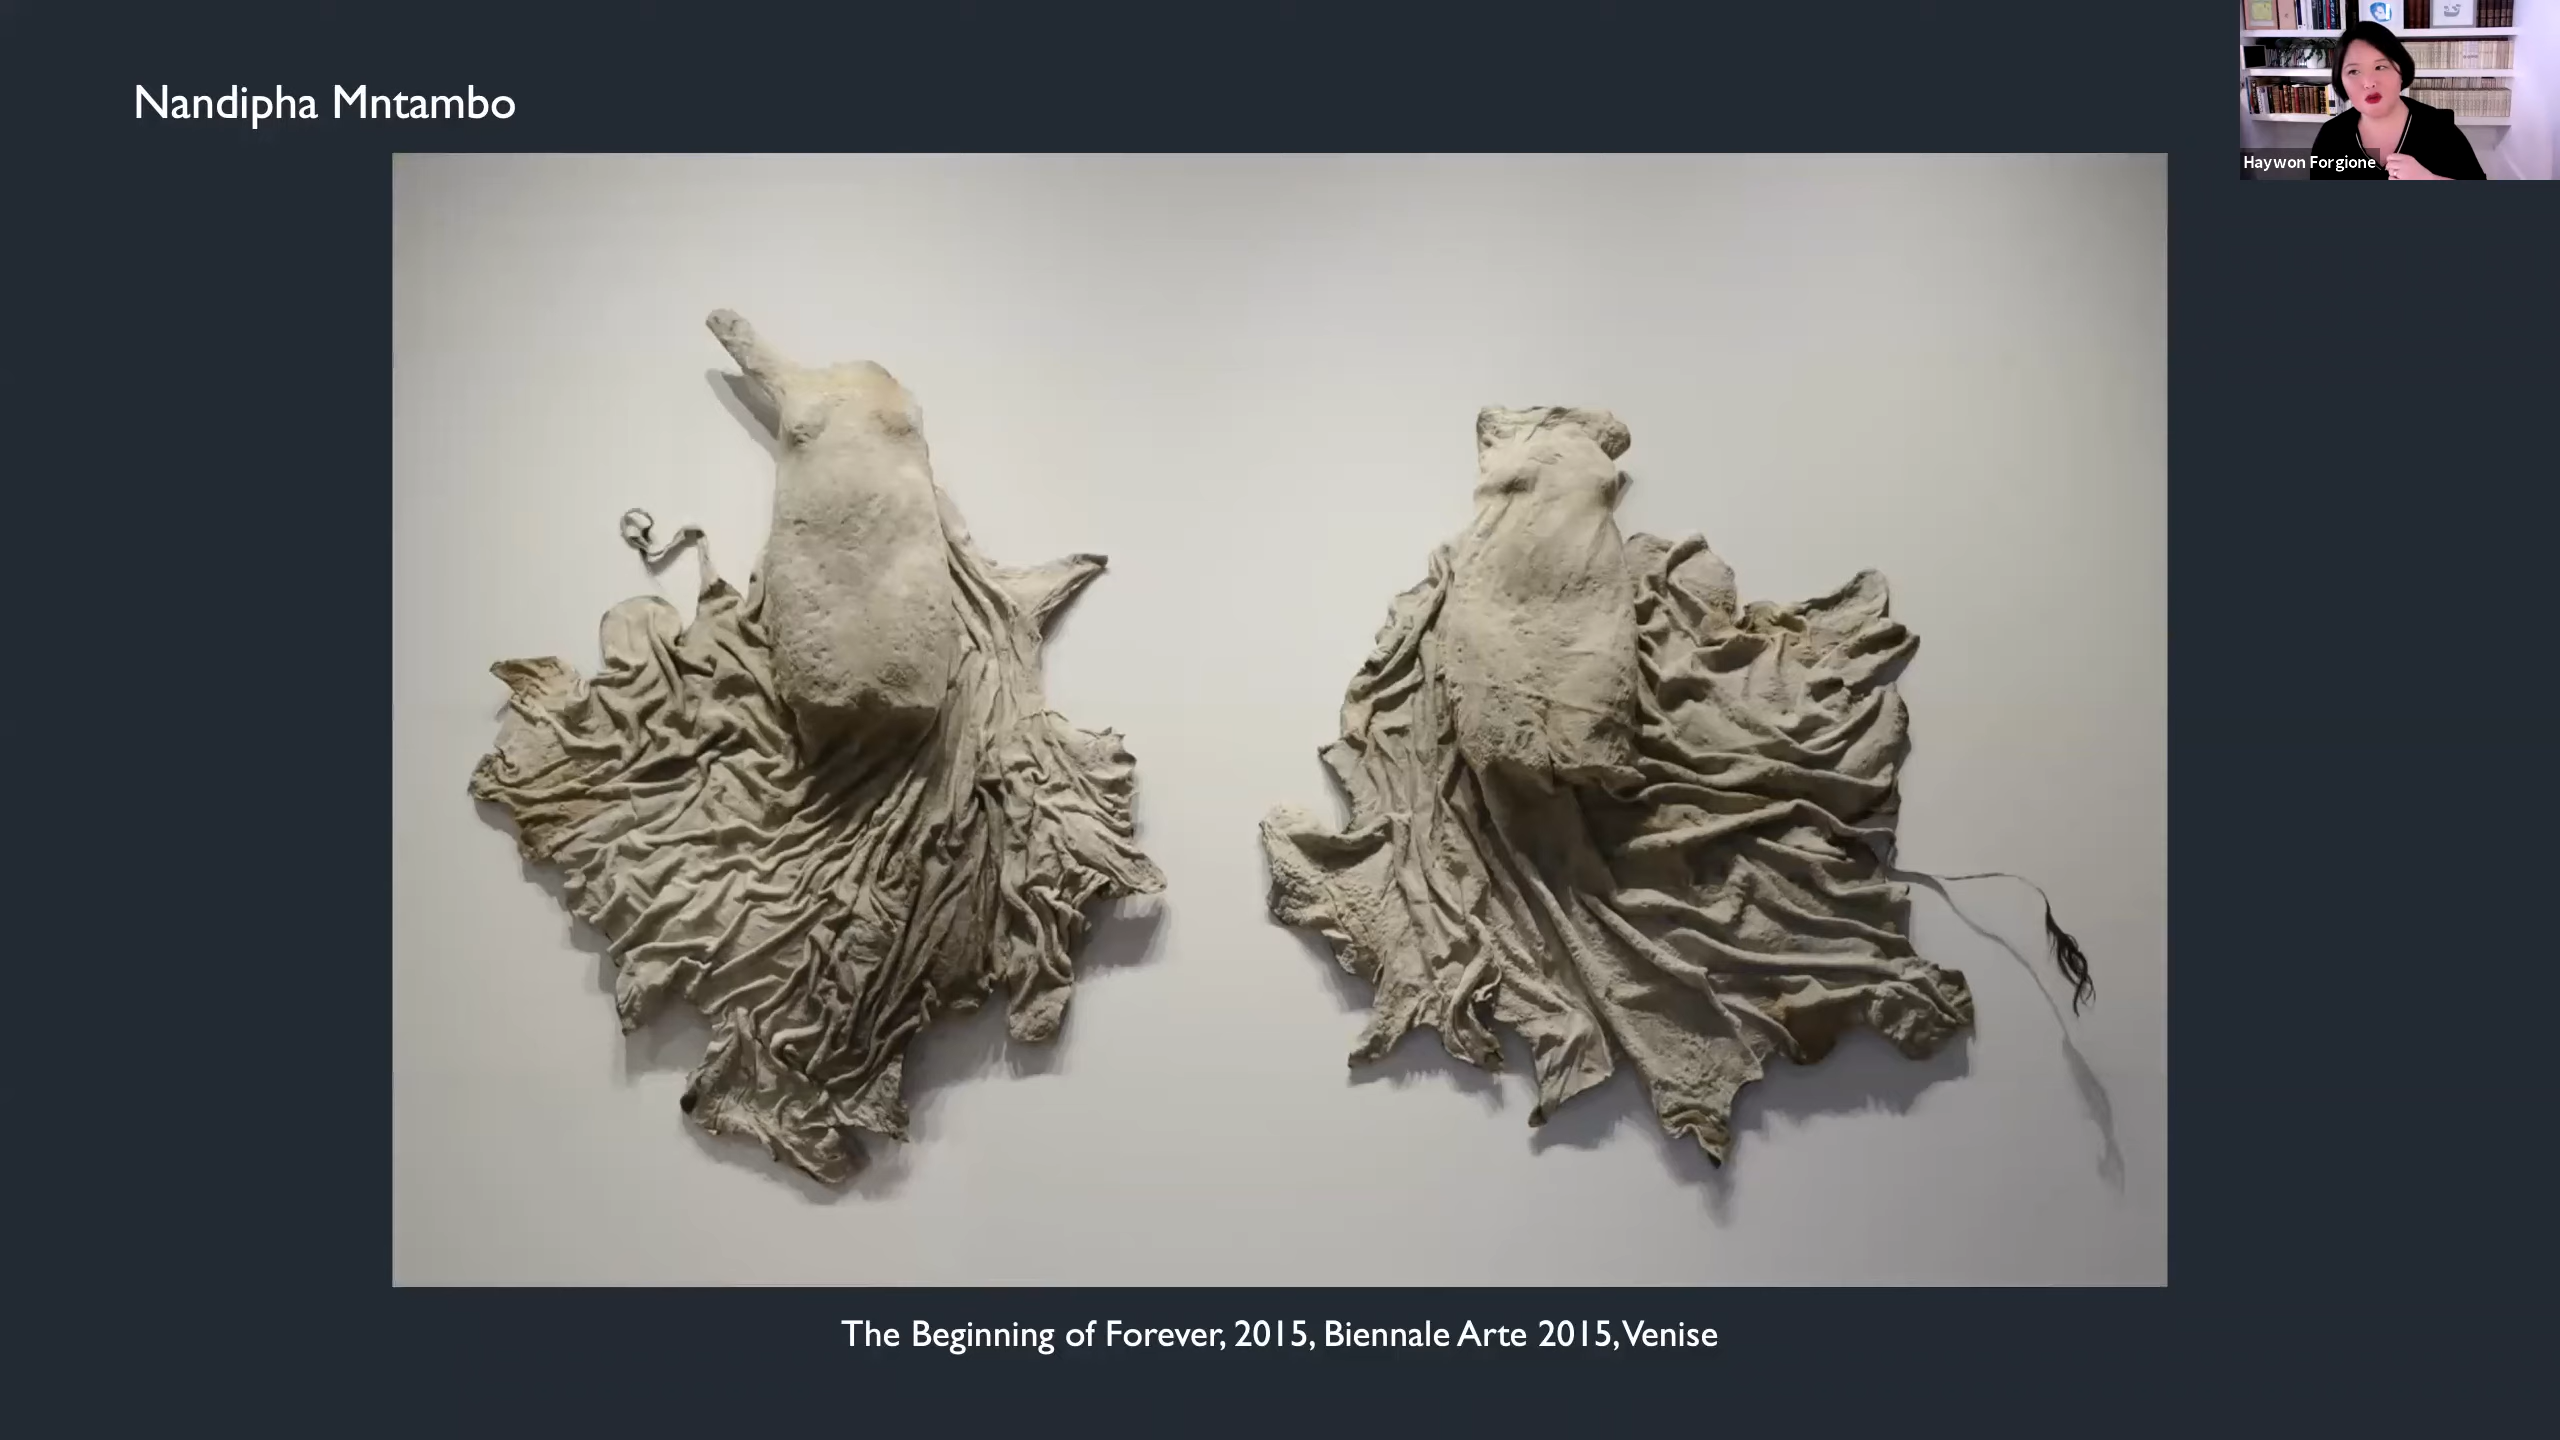 Nandipha Mntambo
Haywon Forgione
The Beginning of Forever, 2015, Biennale Arte 2015, Venise